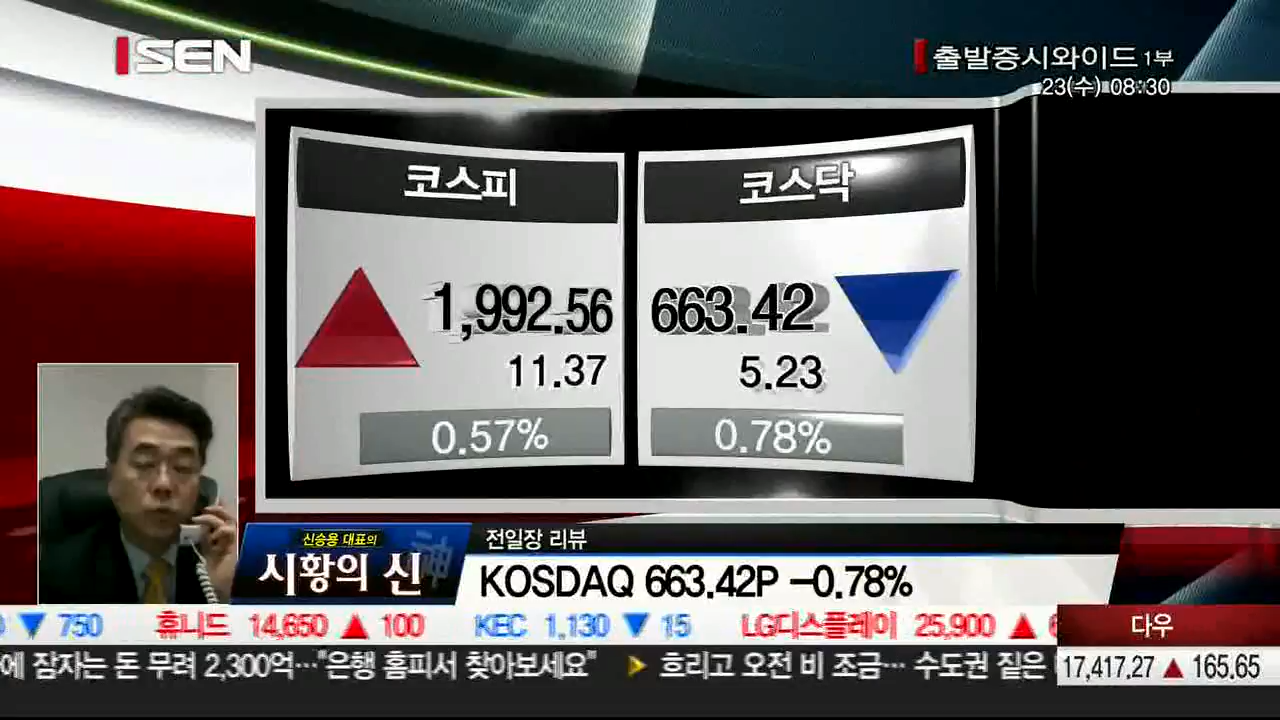 SEN
출발증시와이드 1부
23(수) 08:30
코스피
1,992.56
11.37
0.57%
코스닥
663.42
5.23
0.78%
신승용 대표의
시황의 신
神
전일장 리뷰
KOSDAQ 663.42P -0.78%
▼ 750 휴니드 14,650 ▲ 100 KEC 1,130 ▼ 15 LG디스플레이 25,900 ▲
다우
에 잠자는 돈 무려 2,300억…"은행 홈피서 찾아보세요" ▶ 흐리고 오전 비 조금… 수도권 짙은
17,417.27 ▲ 165.65